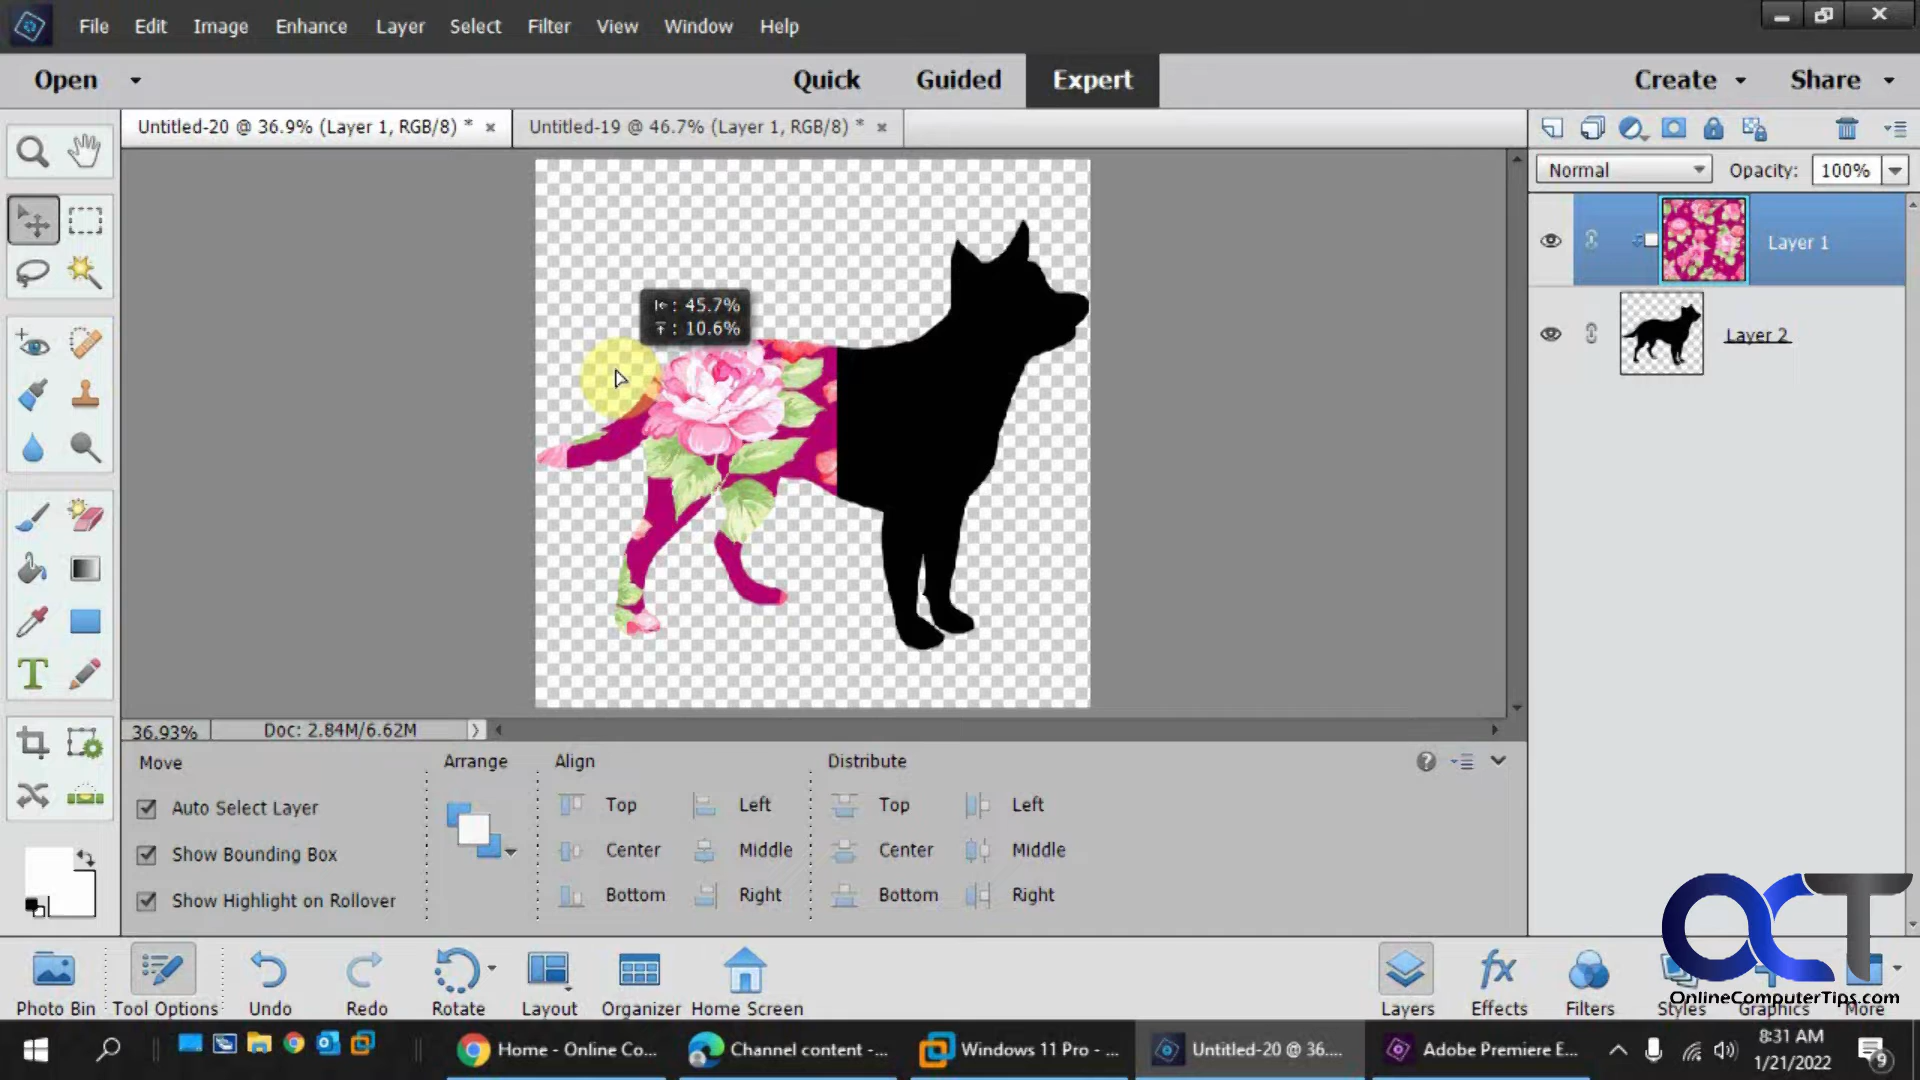 File Edit Image Enhance Layer Select Filter View Window Help
Open Quick Guided Expert Create Share
Untitled-20 @ 36.9% (Layer 1, RGB/8) * × Untitled-19 @ 46.7% (Layer 1, RGB/8) * ×
Normal Opacity: 100%
Layer 1
: 45.7%
: 10.6%
Layer 2
T
36.93% Doc: 2.84M/6.62M
Move Arrange Align Distribute
Auto Select Layer Top Left Top Left
Show Bounding Box Center Middle Center Middle
Show Highlight on Rollover Bottom Right Bottom Right
OCT
OnlineComputerTips.com
fx
Photo Bin Tool Options Undo Redo Rotate Layout Organizer Home Screen Layers Effects Filters Styles Graphics More
Home - Online Co... Channel content -... Windows 11 Pro -... Untitled-20 @ 36.... Adobe Premiere E...
8:31 AM
1/21/2022
9